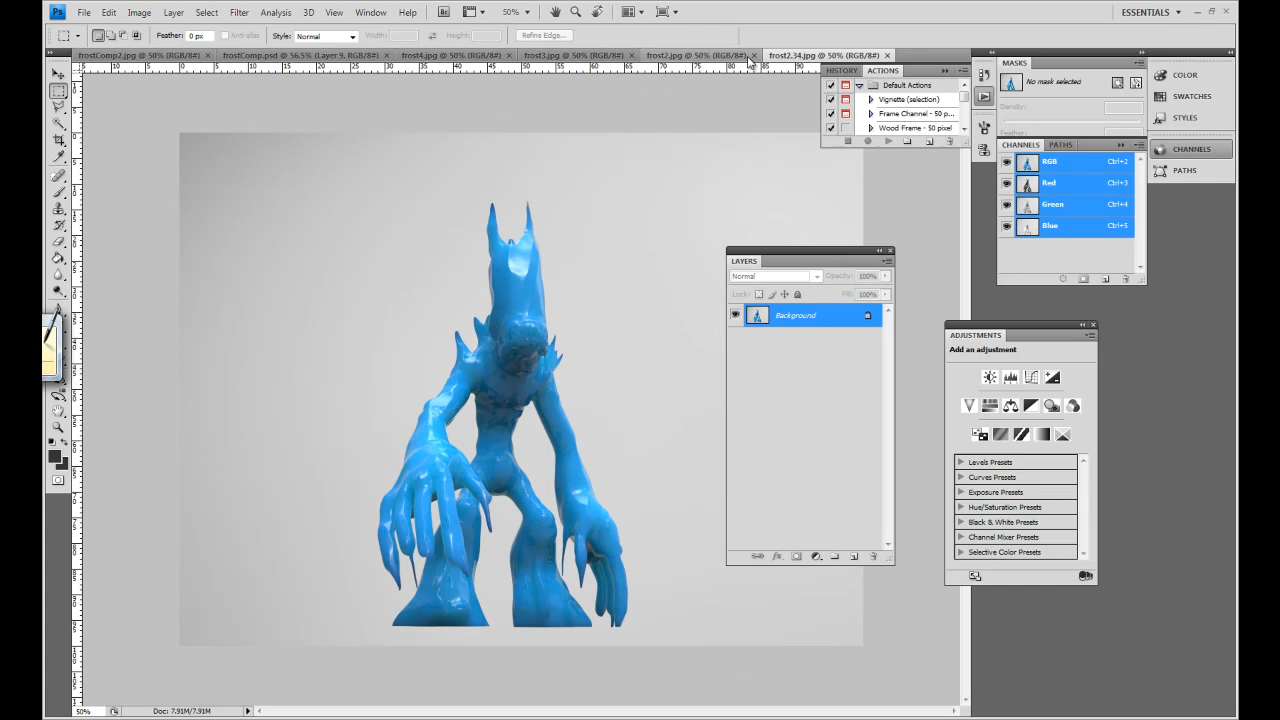 Ps File Edit Image Layer Select Filter Analysis 3D View Window Help Br 50% ESSENTIALS
Feather: 0 px Anti-alias Style: Normal Width: Height: Refine Edge...
frostComp2.jpg @ 50% (RGB/8#) frostComp.psd @ 56.5% (Layer 9, RGB/8#) frost4.jpg @ 50% (RGB/8#) frost3.jpg @ 50% (RGB/8#) frost2.jpg @ 50% (RGB/8#) frost2.34.jpg @ 50% (RGB/8#)
HISTORY ACTIONS
Default Actions
Vignette (selection)
Frame Channel - 50 p...
Wood Frame - 50 pixel
MASKS
No mask selected
Density:
Feather:
CHANNELS PATHS
RGB Ctrl+2
Red Ctrl+3
Green Ctrl+4
Blue Ctrl+5
COLOR
SWATCHES
STYLES
CHANNELS
PATHS
LAYERS
Normal Opacity: 100%
Lock: Fill: 100%
Background
ADJUSTMENTS
Add an adjustment
Levels Presets
Curves Presets
Exposure Presets
Hue/Saturation Presets
Black & White Presets
Channel Mixer Presets
Selective Color Presets
50% Doc: 7.91M/7.91M